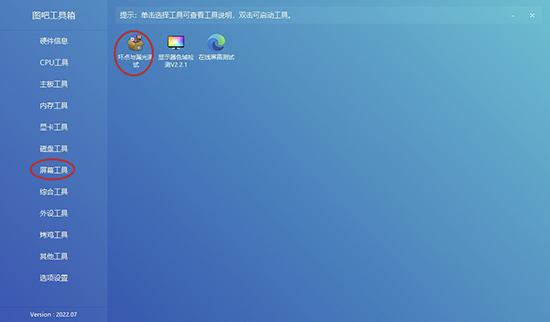 图吧工具箱
提示：单击选择工具可查看工具说明，双击可启动工具。
硬件信息
CPU工具
主板工具
内存工具
显卡工具
磁盘工具
屏幕工具
综合工具
外设工具
烤鸡工具
其他工具
选项设置
Version : 2022.07
坏点与漏光测
试
显示器色域检
测V2.2.1
在线屏幕测试